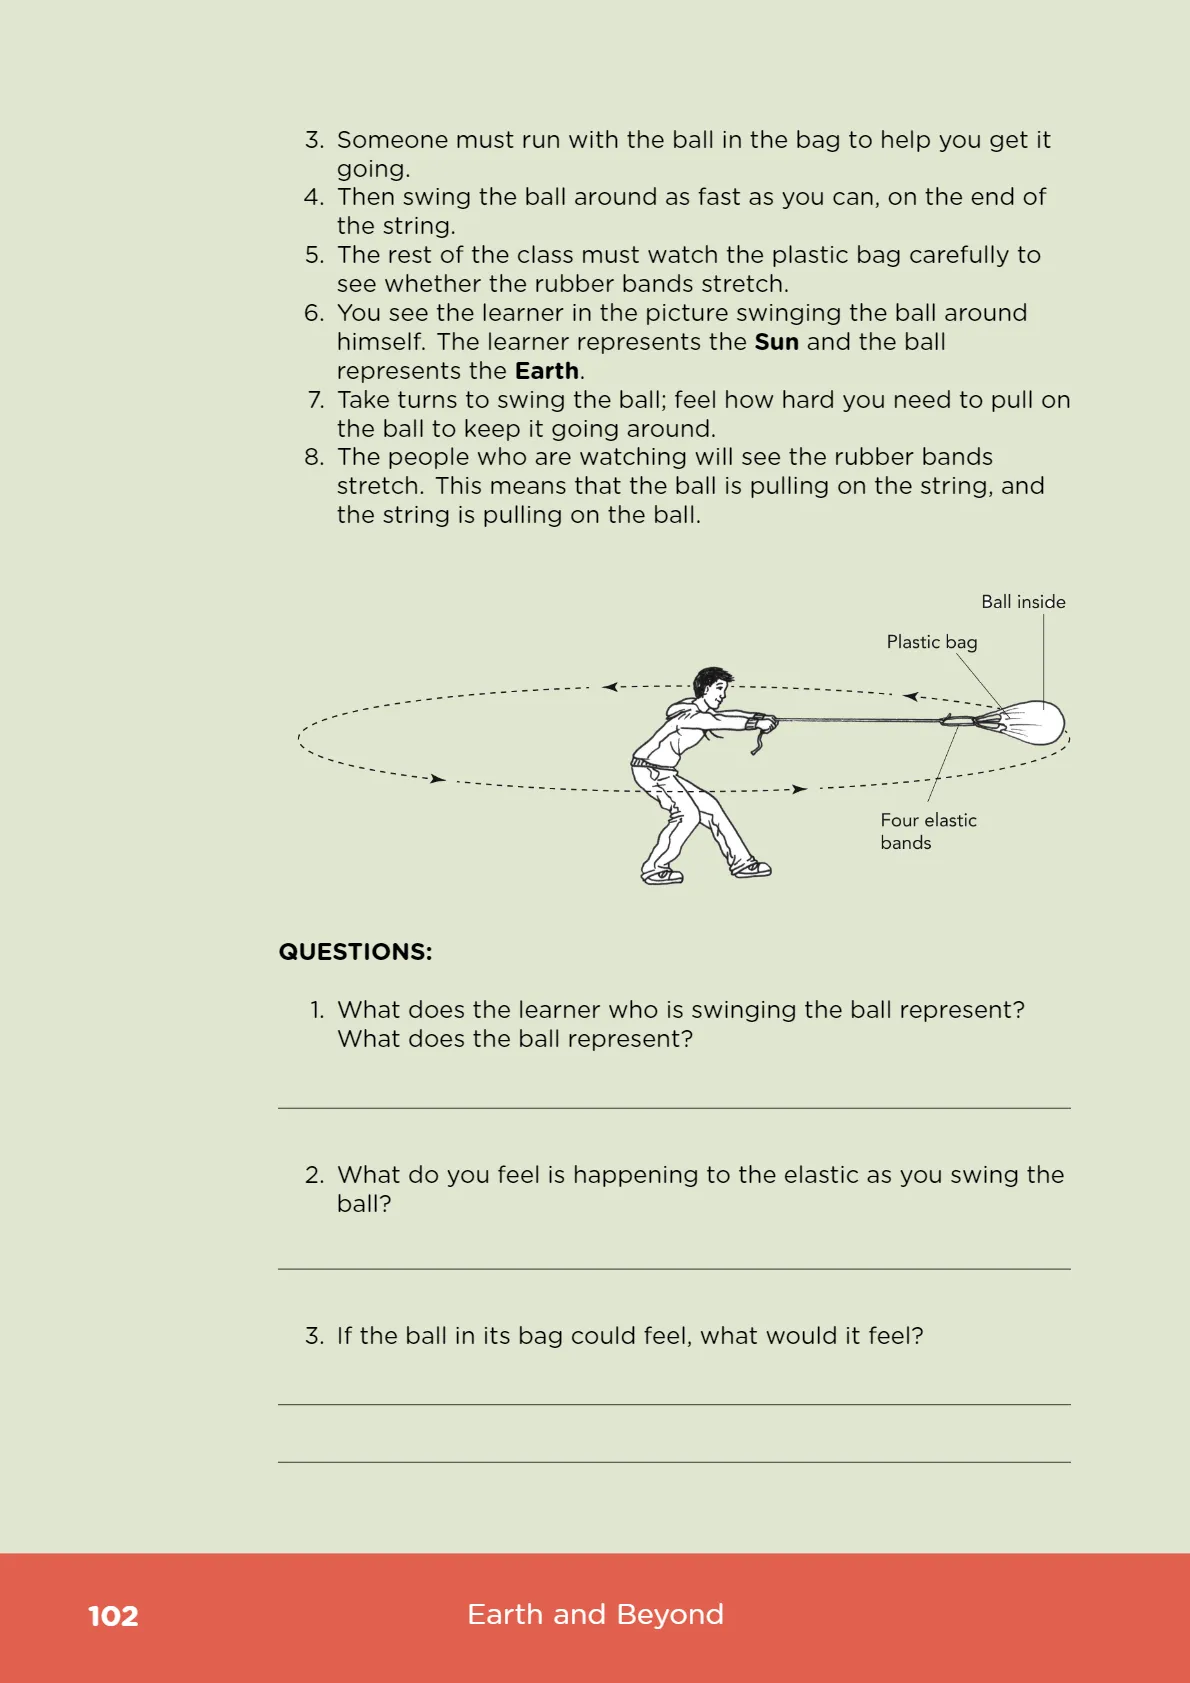 3. Someone must run with the ball in the bag to help you get it
going.
4. Then swing the ball around as fast as you can, on the end of
the string.
5. The rest of the class must watch the plastic bag carefully to
see whether the rubber bands stretch.
6. You see the learner in the picture swinging the ball around
himself. The learner represents the Sun and the ball
represents the Earth.
7. Take turns to swing the ball; feel how hard you need to pull on
the ball to keep it going around.
8. The people who are watching will see the rubber bands
stretch. This means that the ball is pulling on the string, and
the string is pulling on the ball.
Ball inside
Plastic bag
Four elastic
bands
QUESTIONS:
1. What does the learner who is swinging the ball represent?
What does the ball represent?
2. What do you feel is happening to the elastic as you swing the
ball?
3. If the ball in its bag could feel, what would it feel?
102
Earth and Beyond